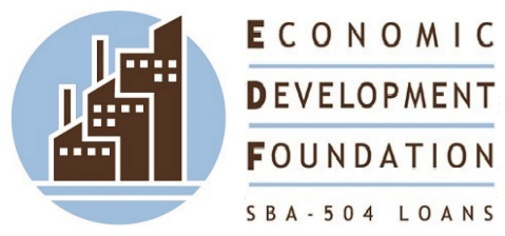 ECONOMIC
DEVELOPMENT
FOUNDATION
SBA-504 LOANS